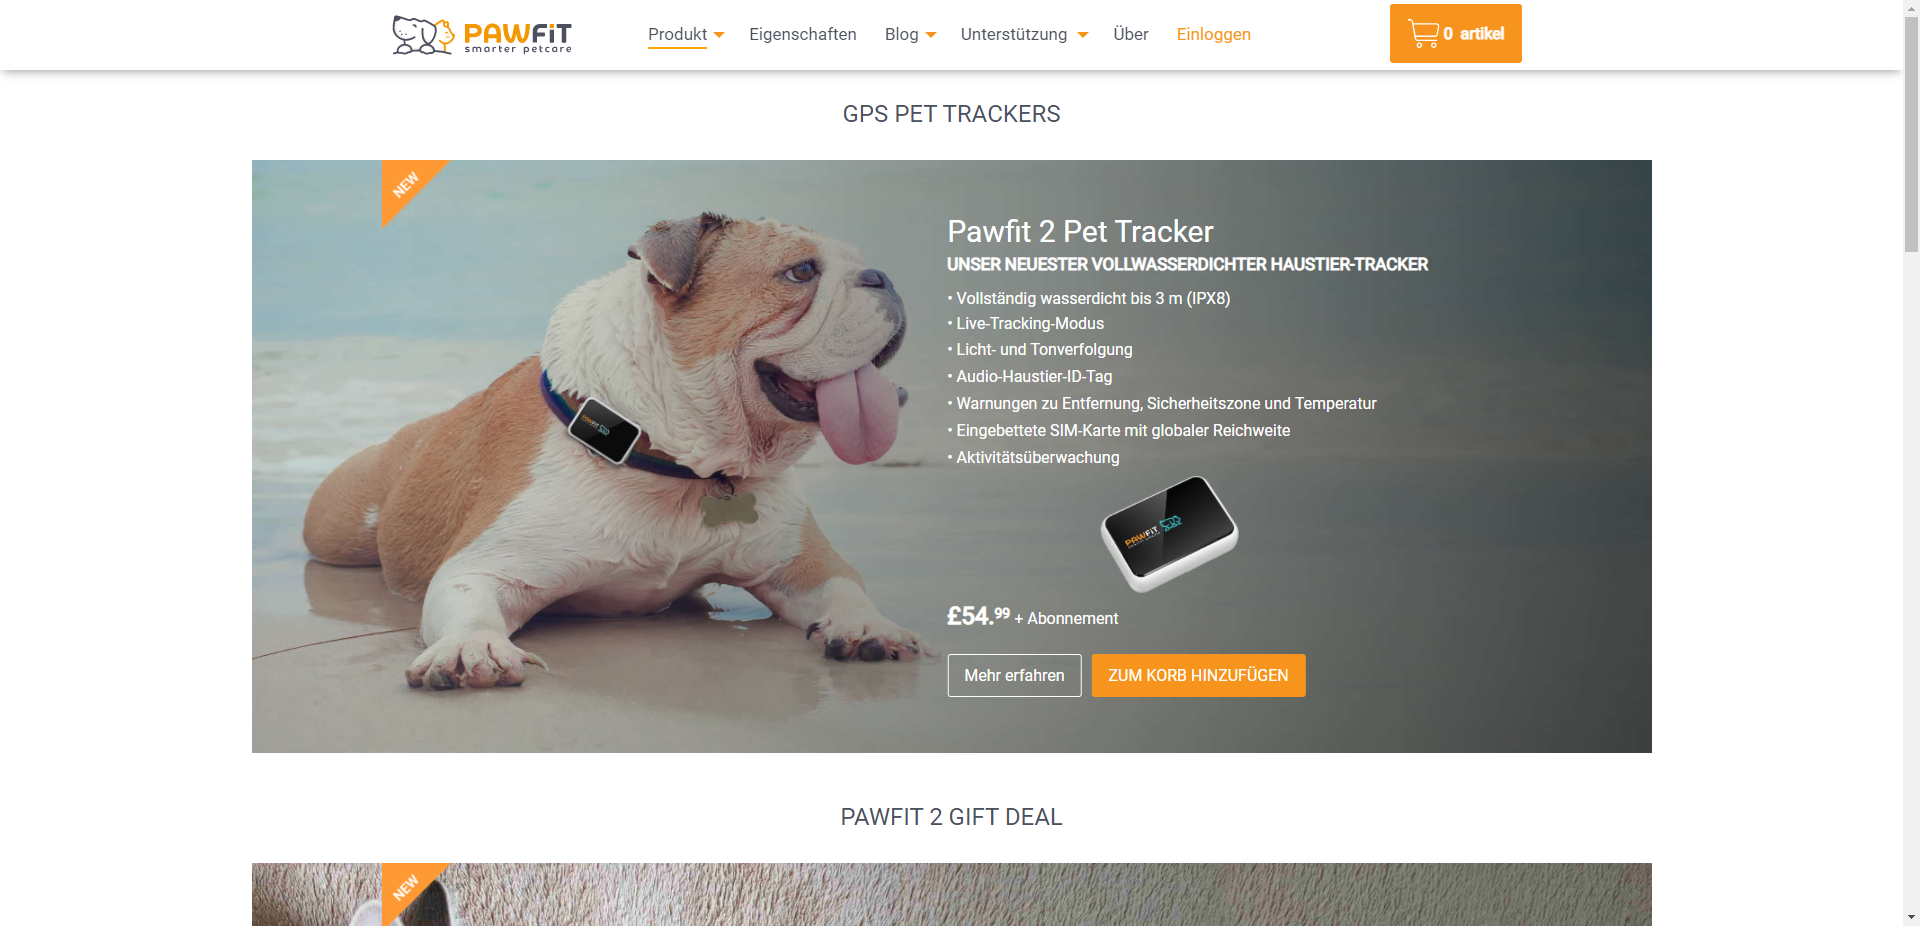 PAWFiT
smarter petcare
Produkt
Eigenschaften
Blog
Unterstützung
Über
Einloggen
0 artikel
GPS PET TRACKERS
NEW
Pawfit 2 Pet Tracker
UNSER NEUESTER VOLLWASSERDICHTER HAUSTIER-TRACKER
• Vollständig wasserdicht bis 3 m (IPX8)
• Live-Tracking-Modus
• Licht- und Tonverfolgung
• Audio-Haustier-ID-Tag
• Warnungen zu Entfernung, Sicherheitszone und Temperatur
• Eingebettete SIM-Karte mit globaler Reichweite
• Aktivitätsüberwachung
PAWFiT
PAWFiT
£54.99 + Abonnement
Mehr erfahren
ZUM KORB HINZUFÜGEN
PAWFIT 2 GIFT DEAL
NEW